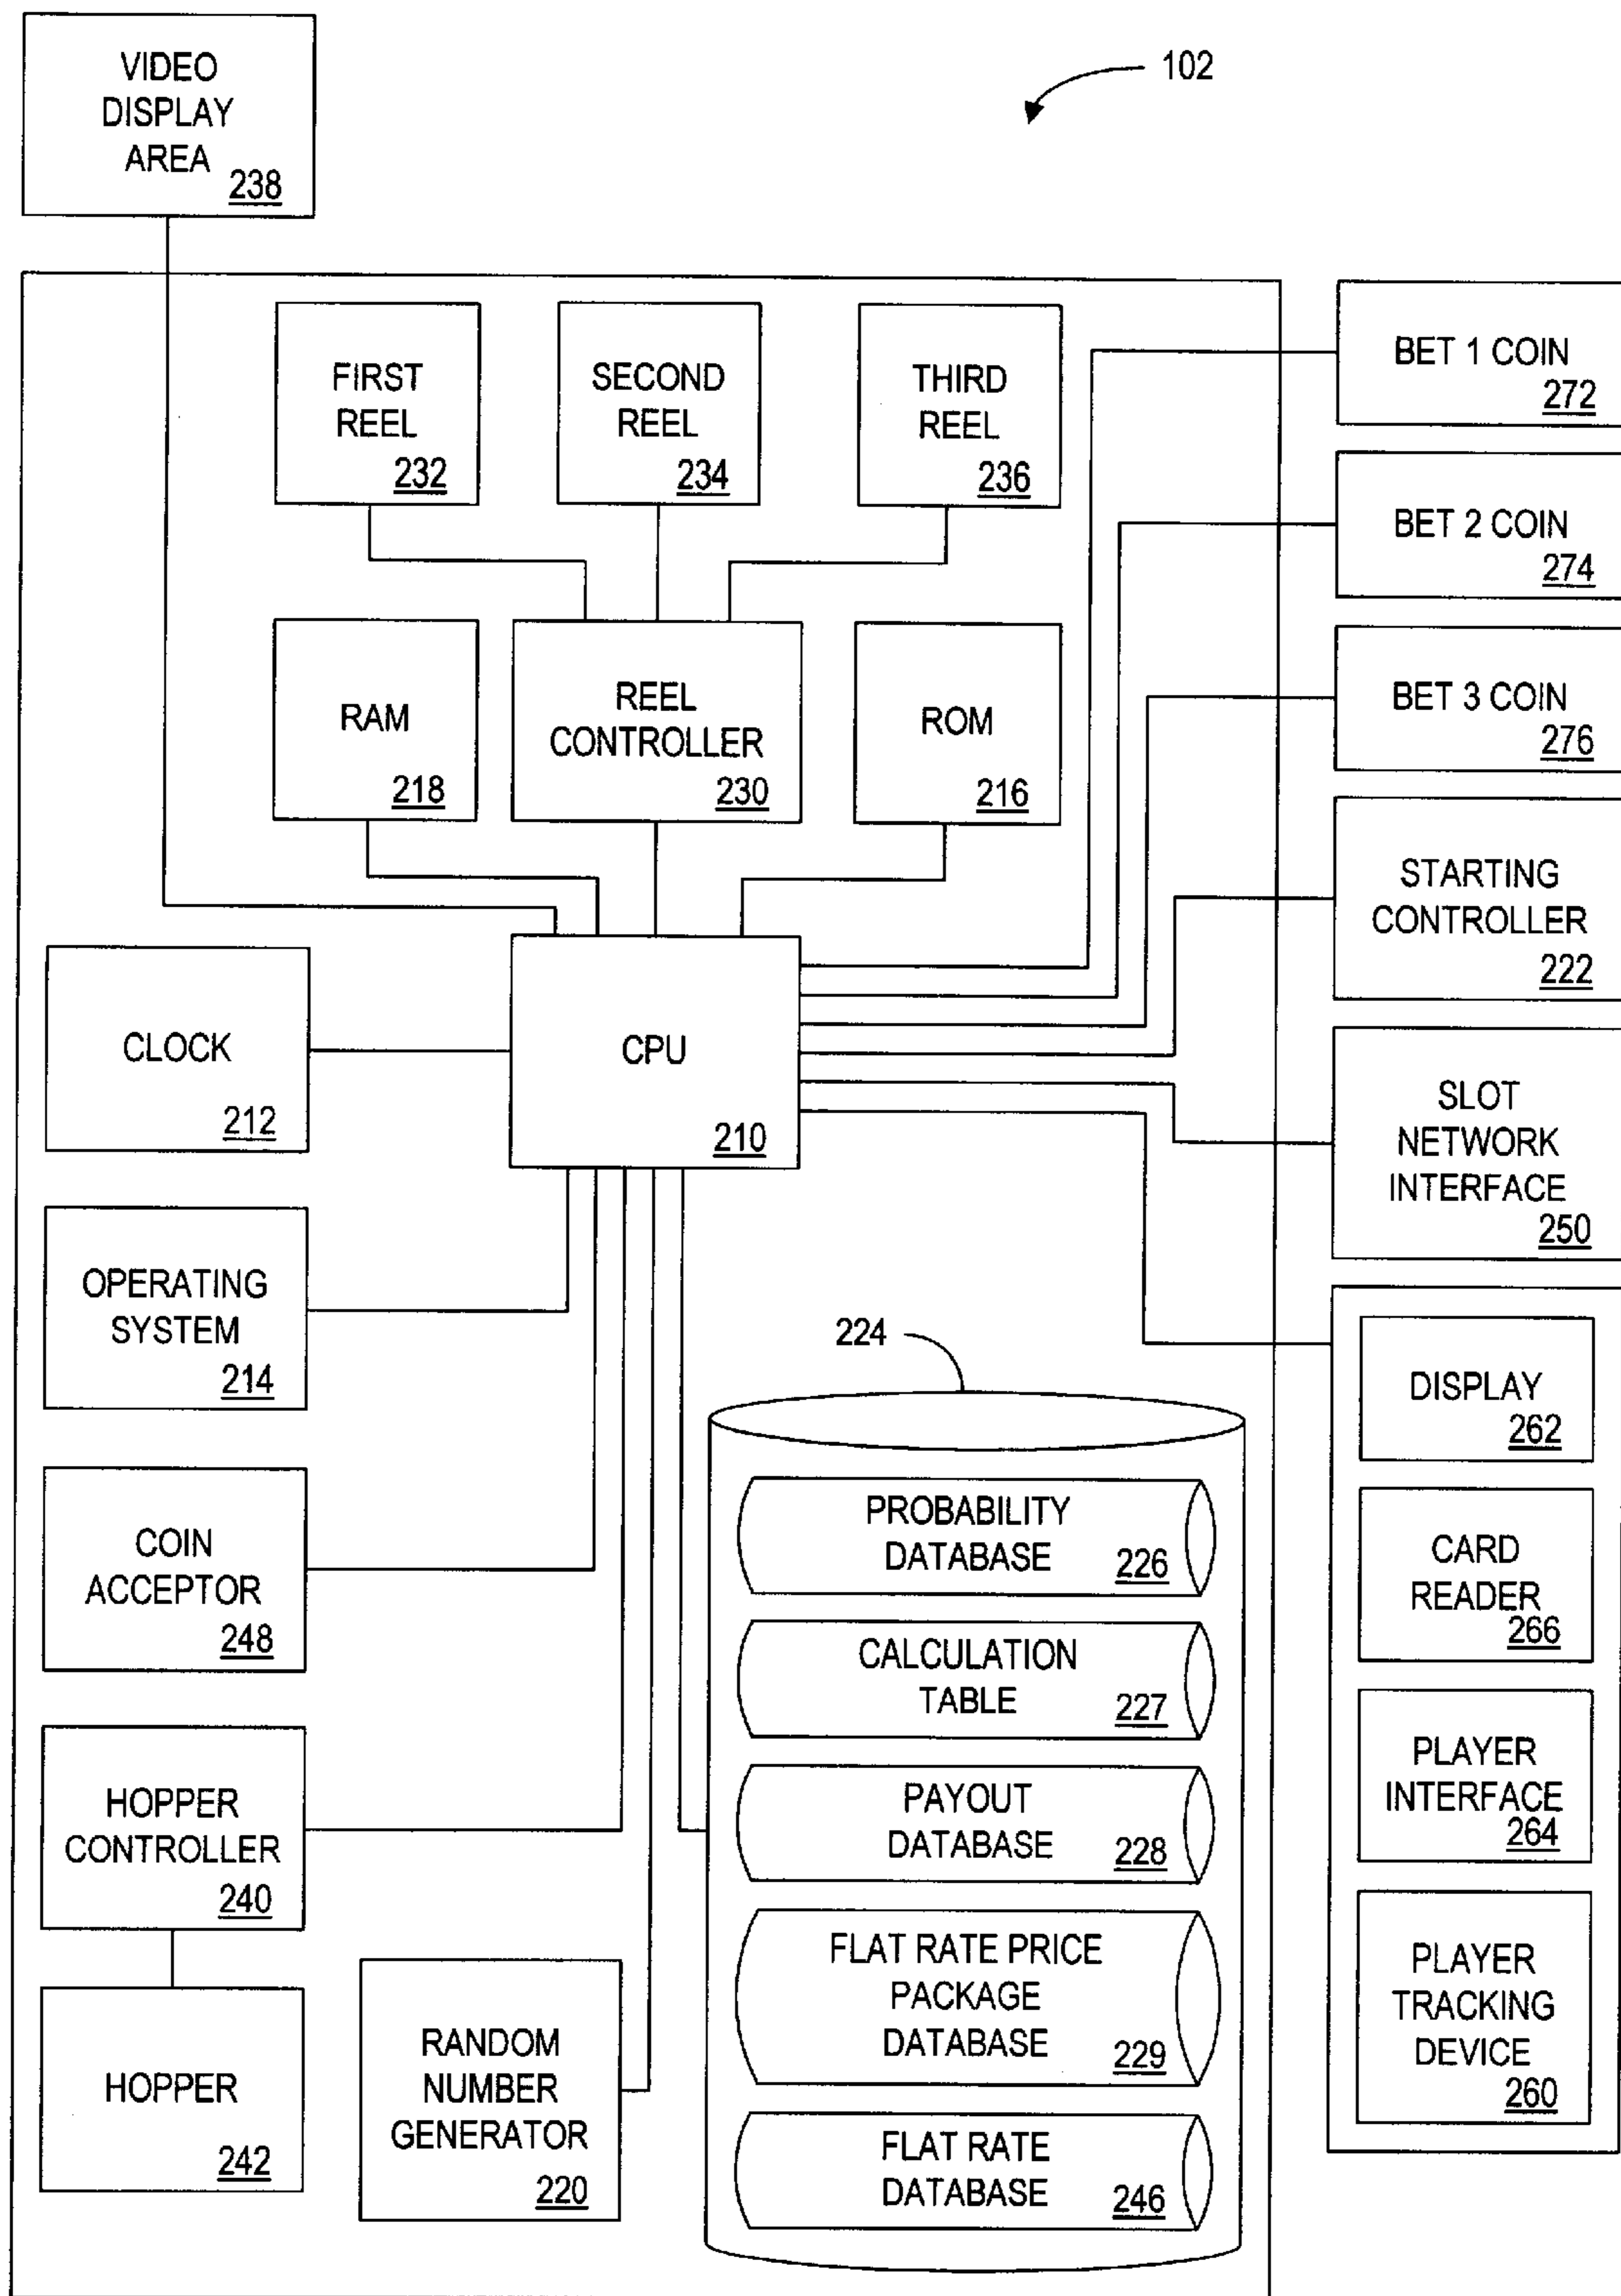 VIDEO
DISPLAY
AREA
238
102
FIRST
REEL
232
SECOND
REEL
234
THIRD
REEL
236
BET 1 COIN
272
BET 2 COIN
274
BET 3 COIN
276
RAM
218
REEL
CONTROLLER
230
ROM
216
STARTING
CONTROLLER
222
CLOCK
212
CPU
210
SLOT
NETWORK
INTERFACE
250
OPERATING
SYSTEM
214
224
DISPLAY
262
COIN
ACCEPTOR
248
PROBABILITY
DATABASE
226
CARD
READER
266
CALCULATION
TABLE
227
HOPPER
CONTROLLER
240
PAYOUT
DATABASE
228
PLAYER
INTERFACE
264
HOPPER
242
RANDOM
NUMBER
GENERATOR
220
FLAT RATE PRICE
PACKAGE
DATABASE
229
PLAYER
TRACKING
DEVICE
260
FLAT RATE
DATABASE
246